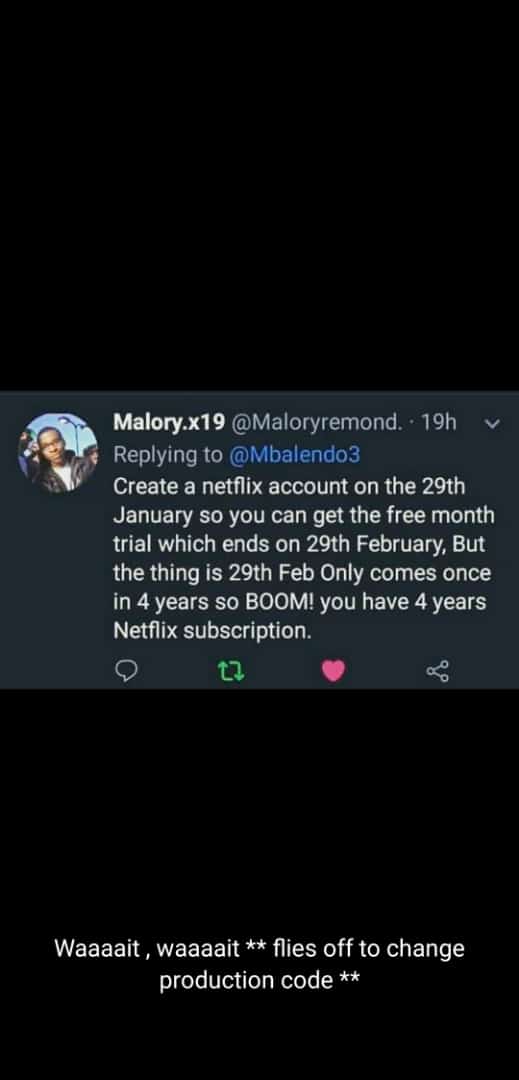 Malory.x19 @Maloryremond. · 19h
Replying to @Mbalendo3
Create a netflix account on the 29th
January so you can get the free month
trial which ends on 29th February, But
the thing is 29th Feb Only comes once
in 4 years so BOOM! you have 4 years
Netflix subscription.
Waaaait , waaaait ** flies off to change
production code **